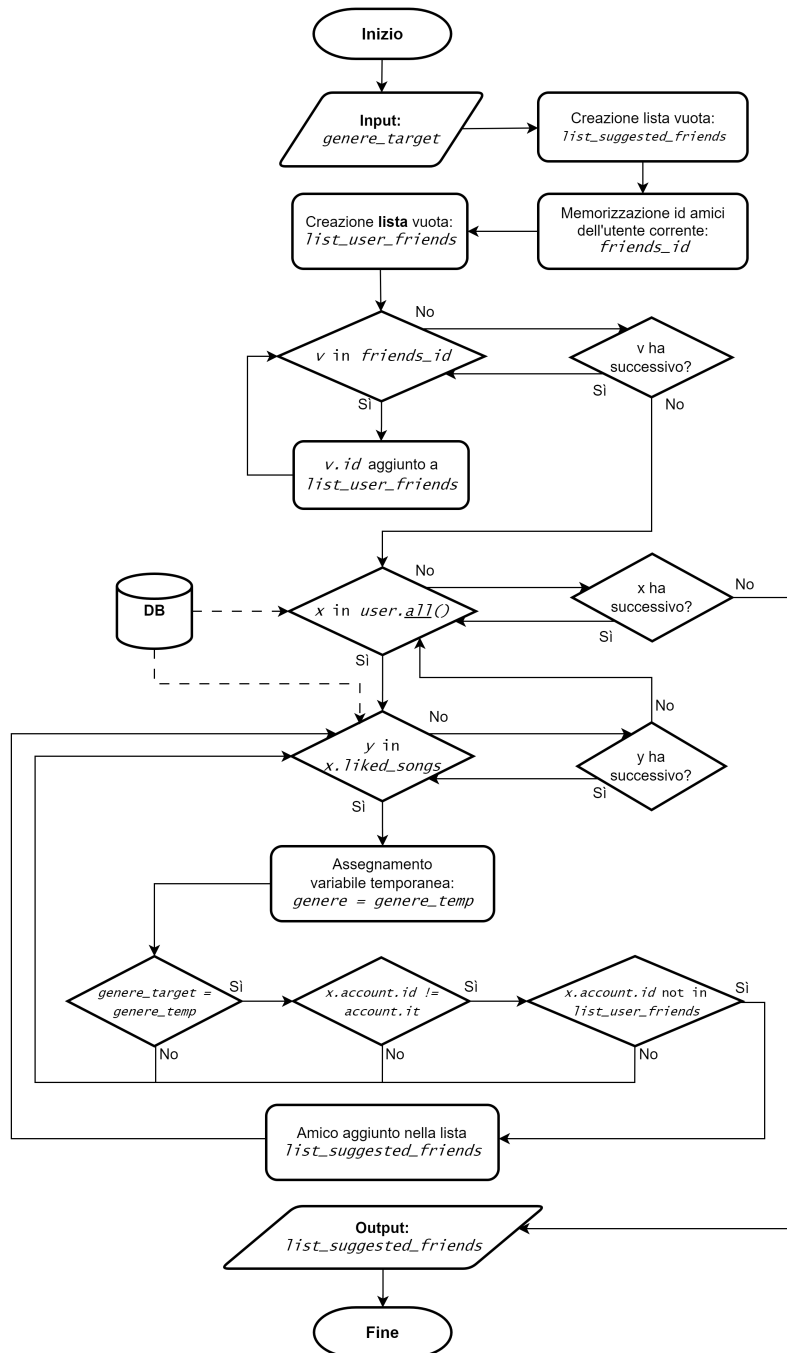 Inizio
Input:
genere_target
Creazione lista vuota:
list_suggested_friends
Creazione lista vuota:
list_user_friends
Memorizzazione id amici
dell'utente corrente:
friends_id
No
v in friends_id
v ha
successivo?
Sì
Sì
No
v.id aggiunto a
list_user_friends
No
DB
x in user.all()
x ha
successivo?
No
Sì
Sì
No
No
y in
x.liked_songs
y ha
successivo?
Sì
Sì
Assegnamento
variabile temporanea:
genere = genere_temp
genere_target =
genere_temp
Sì
x.account.id !=
account.it
Sì
x.account.id not in
list_user_friends
Sì
No
No
No
Amico aggiunto nella lista
list_suggested_friends
Output:
list_suggested_friends
Fine